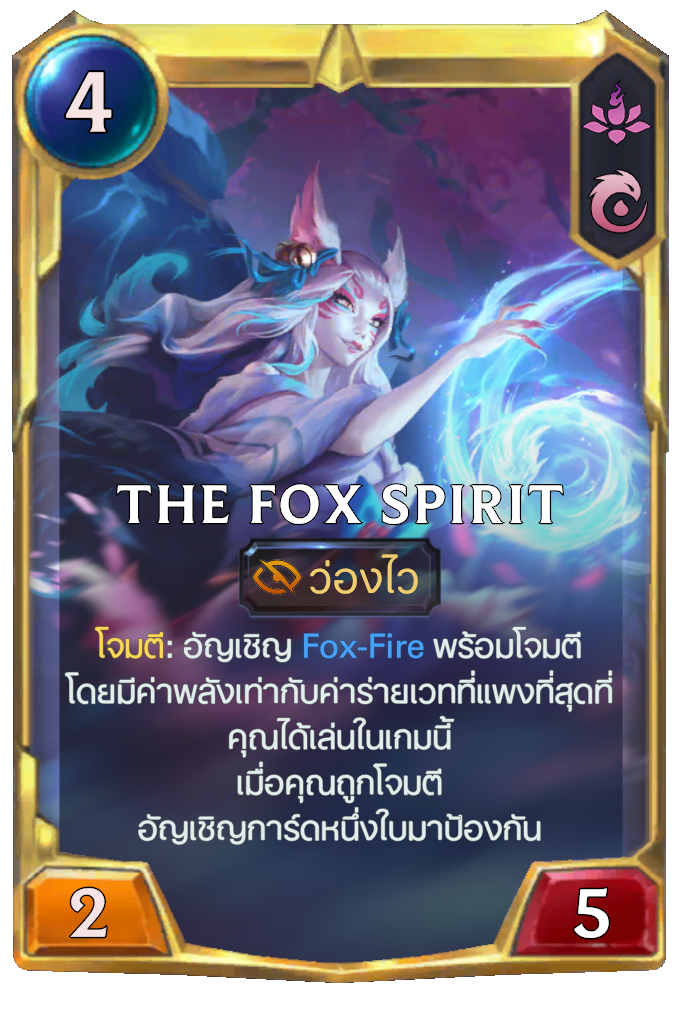 4
THE FOX SPIRIT
ว่องไว
โจมตี: อัญเชิญ Fox-Fire พร้อมโจมตี
โดยมีค่าพลังเท่ากับค่าร่ายเวทที่แพงที่สุดที่
คุณได้เล่นในเกมนี้
เมื่อคุณถูกโจมตี
อัญเชิญการ์ดหนึ่งใบมาป้องกัน
2
5